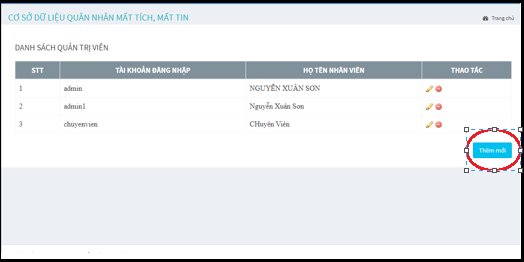 CƠ SỞ DỮ LIỆU QUÂN NHÂN MẤT TÍCH, MẤT TIN
Trang chủ
DANH SÁCH QUẢN TRỊ VIÊN
STT TÀI KHOẢN ĐĂNG NHẬP HỌ TÊN NHÂN VIÊN THAO TÁC
1 admin NGUYỄN XUÂN SƠN
2 admin1 Nguyễn Xuân Sơn
3 chuyenvien CHuyên Viên
Thêm mới